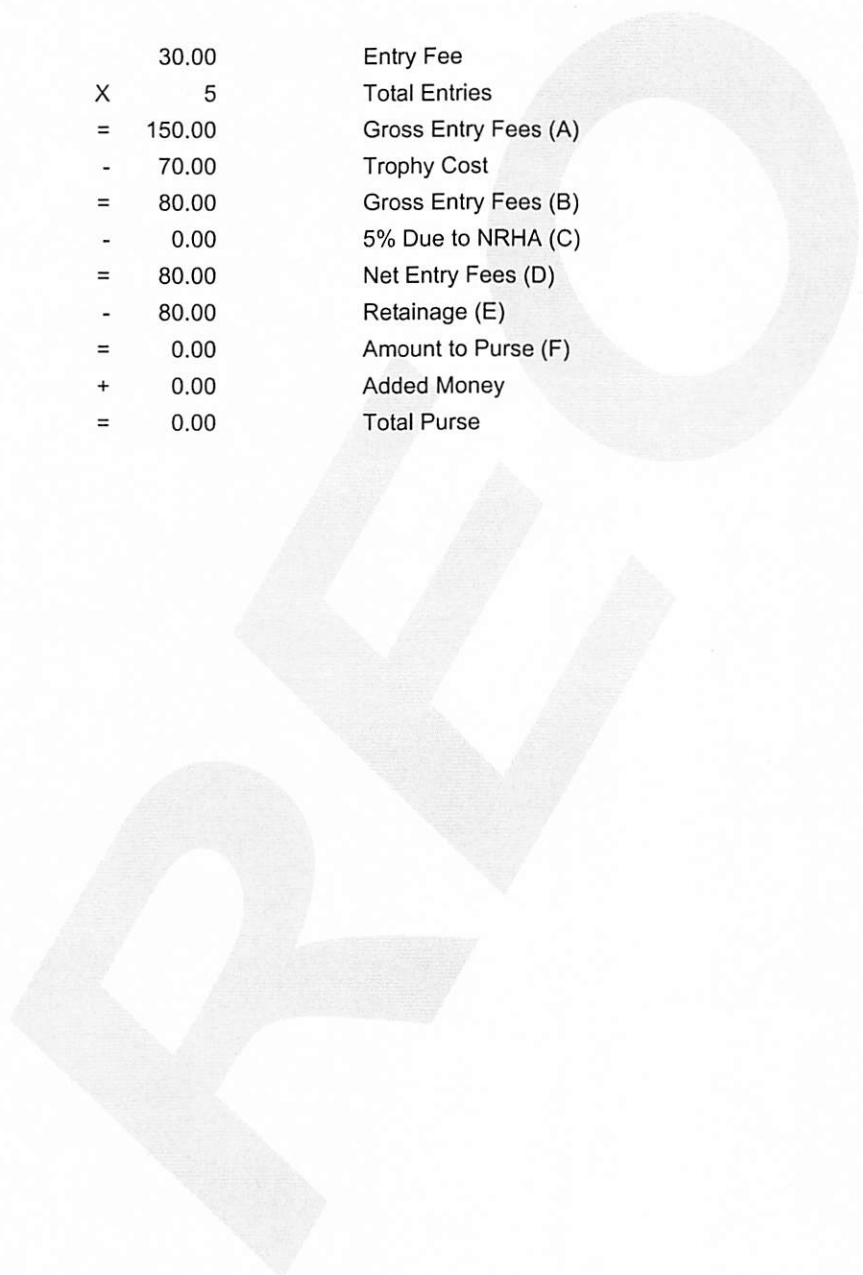 30.00 Entry Fee
X 5 Total Entries
= 150.00 Gross Entry Fees (A)
- 70.00 Trophy Cost
= 80.00 Gross Entry Fees (B)
- 0.00 5% Due to NRHA (C)
= 80.00 Net Entry Fees (D)
- 80.00 Retainage (E)
= 0.00 Amount to Purse (F)
+ 0.00 Added Money
= 0.00 Total Purse
REO